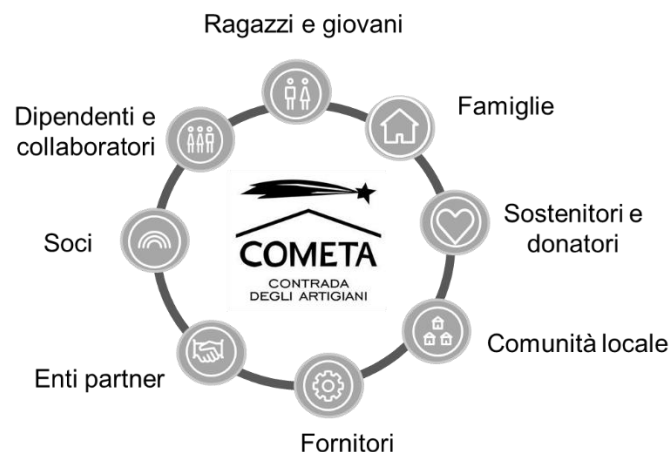 Ragazzi e giovani
Famiglie
Sostenitori e
donatori
Comunità locale
Fornitori
Enti partner
Soci
Dipendenti e
collaboratori
COMETA
CONTRADA
DEGLI ARTIGIANI